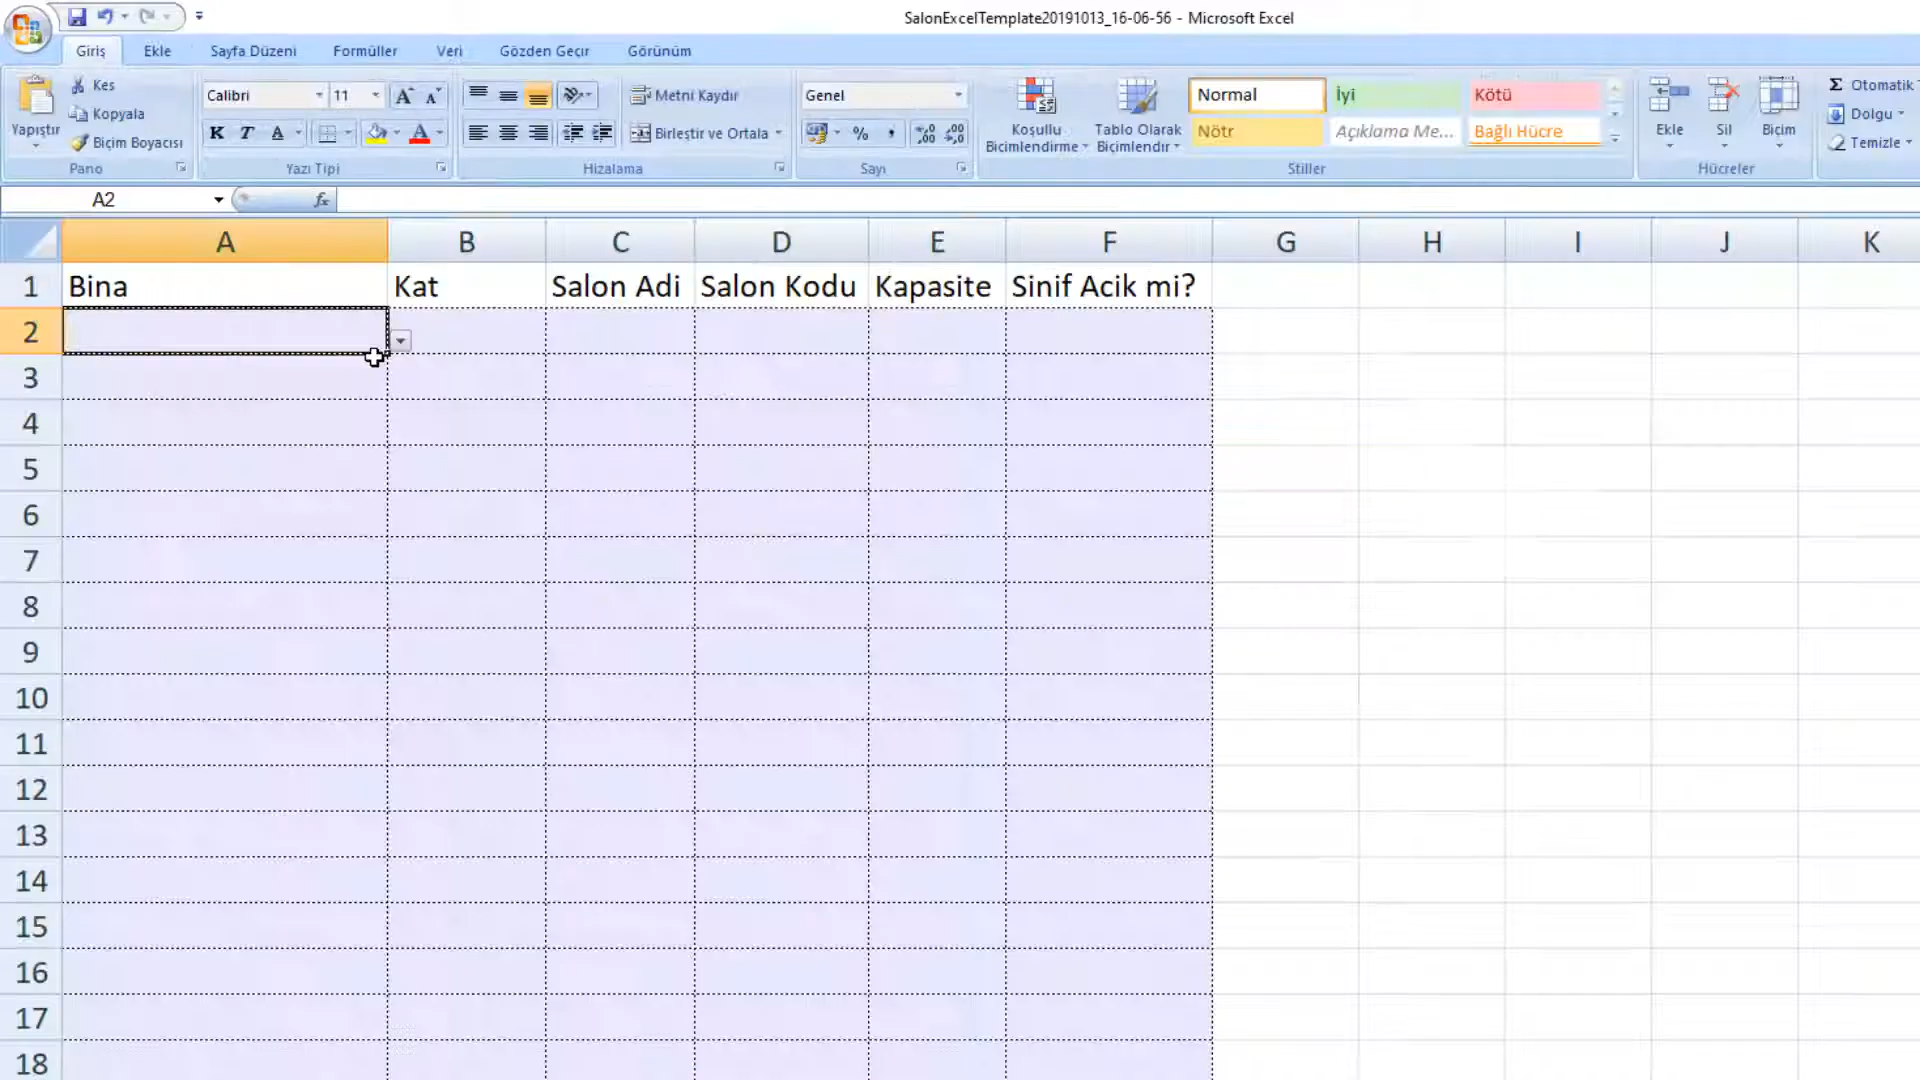 SalonExcelTemplate20191013_16-06-56 - Microsoft Excel
Giriş Ekle Sayfa Düzeni Formüller Veri Gözden Geçir Görünüm
Yapıştır
Kes
Kopyala
Biçim Boyacısı
Pano
Calibri 11
K T A
Yazı Tipi
Metni Kaydır
Birleştir ve Ortala
Hizalama
Genel
%
Sayı
Koşullu Biçimlendirme
Tablo Olarak Biçimlendir
Normal İyi Kötü
Nötr Açıklama Me... Bağlı Hücre
Stiller
Ekle Sil Biçim
Hücreler
Σ Otomatik
Dolgu
Temizle
A2 fx
A B C D E F G H I J K
1 Bina Kat Salon Adi Salon Kodu Kapasite Sinif Acik mi?
2
3
4
5
6
7
8
9
10
11
12
13
14
15
16
17
18